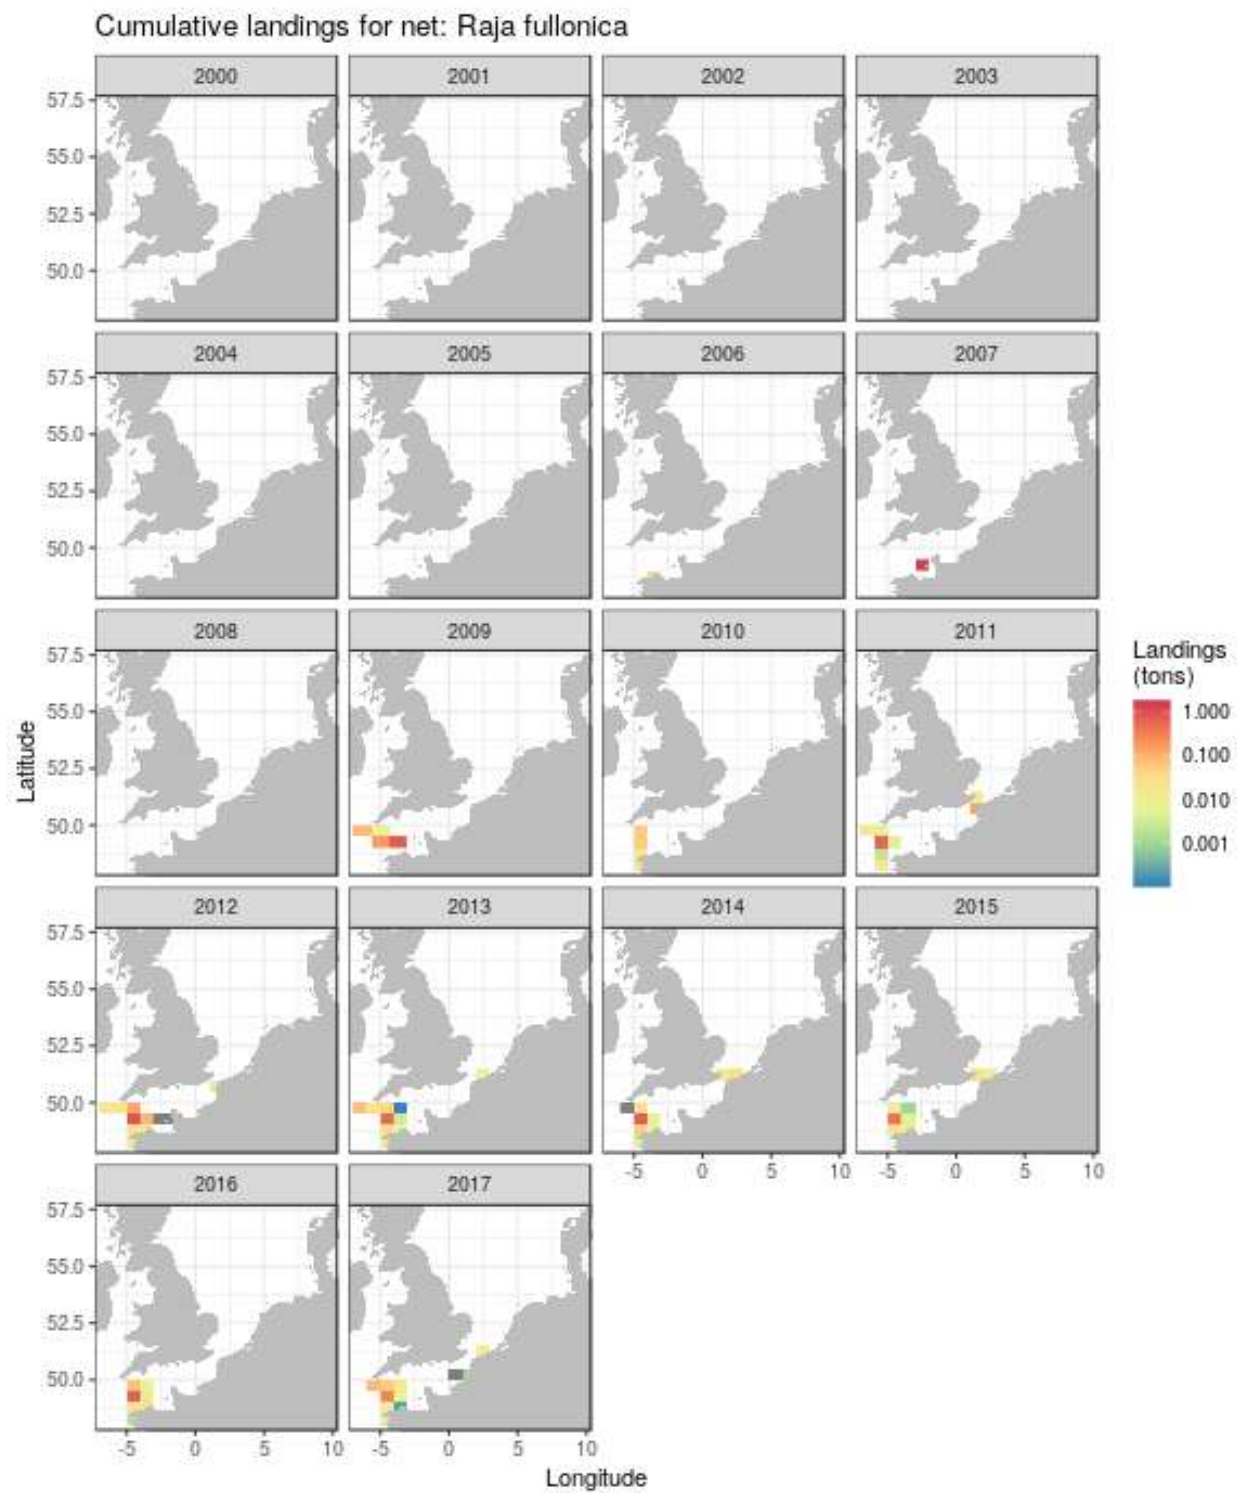 Cumulative landings for net: Raja fullonica
2000 2001 2002 2003
57.5
55.0
52.5
50.0
2004 2005 2006 2007
57.5
55.0
52.5
50.0
2008 2009 2010 2011
57.5
55.0
52.5
50.0
Latitude
Landings
(tons)
1.000
0.100
0.010
0.001
2012 2013 2014 2015
57.5
55.0
52.5
50.0
-5 0 5 10 -5 0 5 10
2016 2017
57.5
55.0
52.5
50.0
-5 0 5 10 -5 0 5 10
Longitude